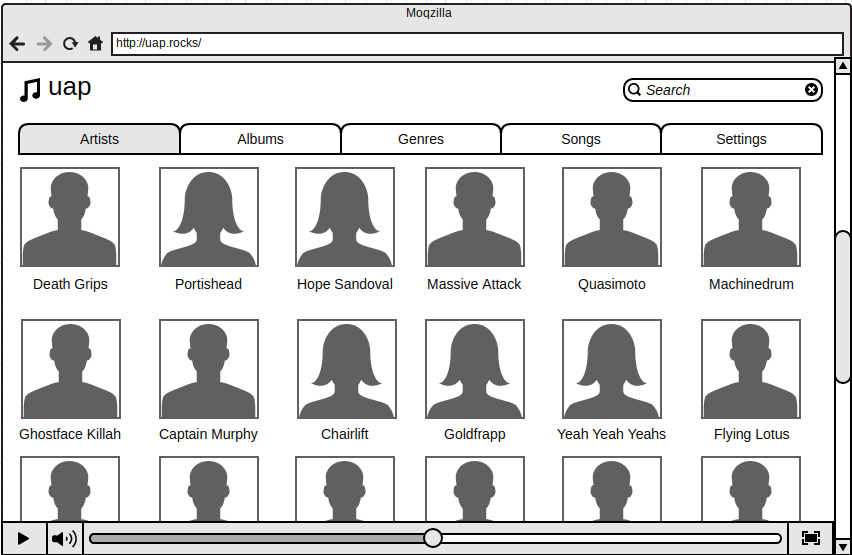 Moqzilla
http://uap.rocks/
uap
Search
Artists Albums Genres Songs Settings
Death Grips Portishead Hope Sandoval Massive Attack Quasimoto Machinedrum
Ghostface Killah Captain Murphy Chairlift Goldfrapp Yeah Yeah Yeahs Flying Lotus